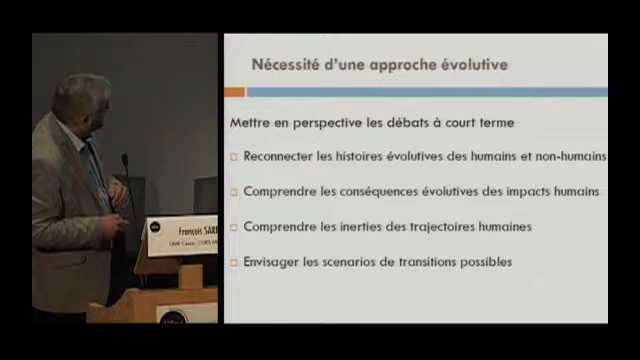 Nécessité d'une approche évolutive
Mettre en perspective les débats à court terme
Reconnecter les histoires évolutives des humains et non-humains
Comprendre les conséquences évolutives des impacts humains
Comprendre les inerties des trajectoires humaines
Envisager les scenarios de transitions possibles
François